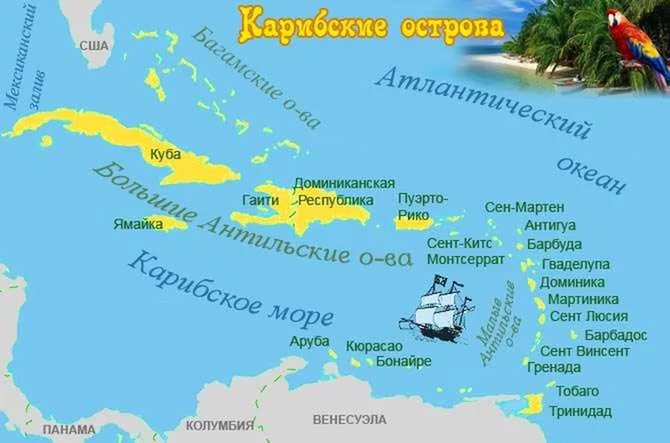 Карибские острова
США
Мексиканский
залив
Багамские о-ва
Атлантический
океан
Куба
Большие Антильские о-ва
Гаити
Доминиканская
Республика
Пуэрто-
Рико
Ямайка
Сен-Мартен
Антигуа
Барбуда
Сент-Китс
Монтсеррат
Гваделупа
Доминика
Мартиника
Сент Люсия
Барбадос
Сент Винсент
Гренада
Малые
Антильские
о-ва
Карибское море
Аруба
Кюрасао
Бонайре
Тобаго
Тринидад
ПАНАМА
КОЛУМБИЯ
ВЕНЕСУЭЛА